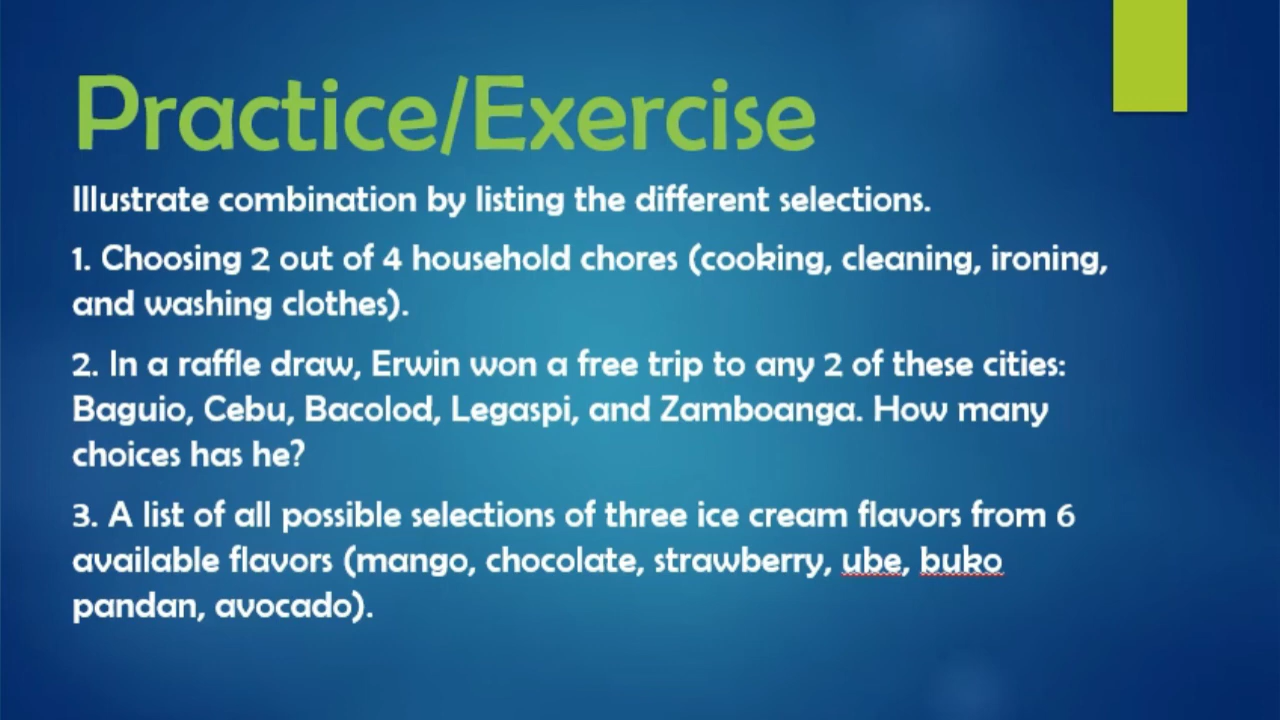 Practice/Exercise
Illustrate combination by listing the different selections.
1. Choosing 2 out of 4 household chores (cooking, cleaning, ironing,
and washing clothes).
2. In a raffle draw, Erwin won a free trip to any 2 of these cities:
Baguio, Cebu, Bacolod, Legaspi, and Zamboanga. How many
choices has he?
3. A list of all possible selections of three ice cream flavors from 6
available flavors (mango, chocolate, strawberry, ube, buko
pandan, avocado).